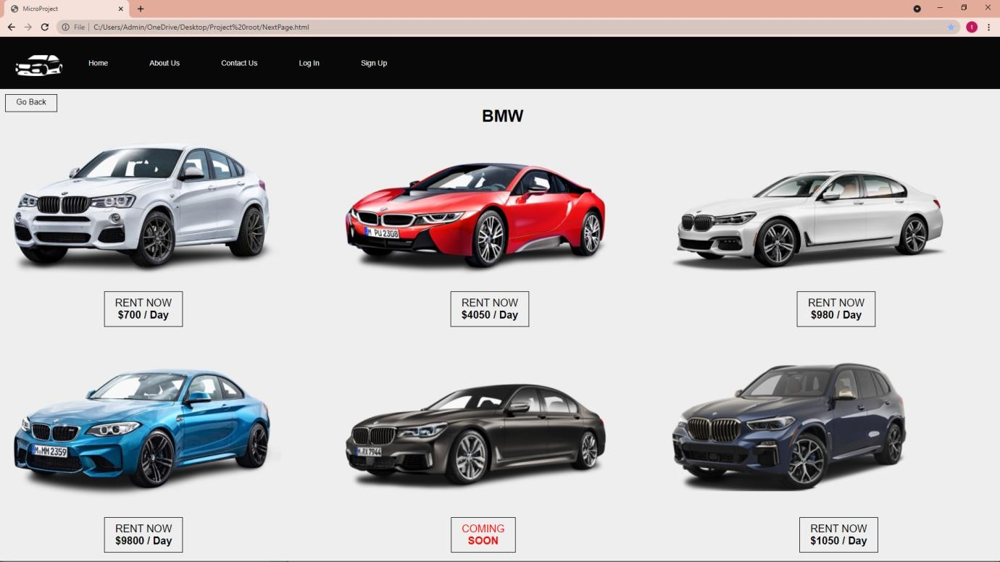 MicroProject
File
C:/Users/Admin/OneDrive/Desktop/Project%20root/NextPage.html
t
Home
About Us
Contact Us
Log In
Sign Up
Go Back
BMW
M PU 2308
RENT NOW
$700 / Day
RENT NOW
$4050 / Day
RENT NOW
$980 / Day
M MM 2359
M RX 7944
RENT NOW
$9800 / Day
COMING
SOON
RENT NOW
$1050 / Day